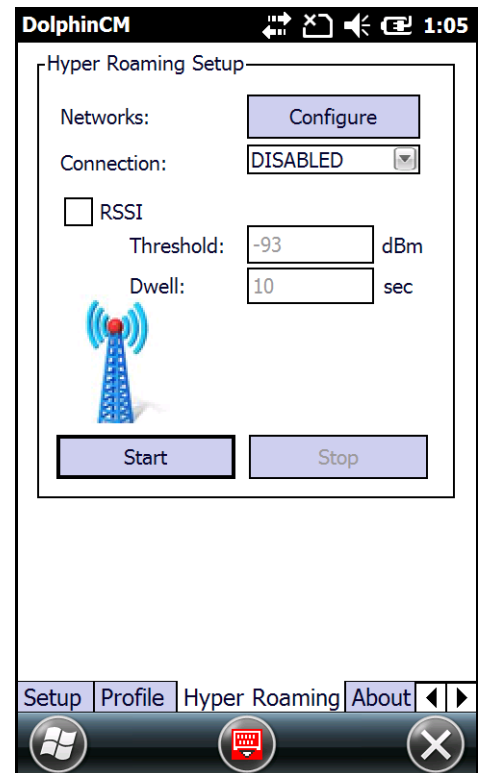 DolphinCM 1:05
Hyper Roaming Setup
Networks: Configure
Connection: DISABLED
RSSI
Threshold: -93 dBm
Dwell: 10 sec
Start Stop
Setup Profile Hyper Roaming About